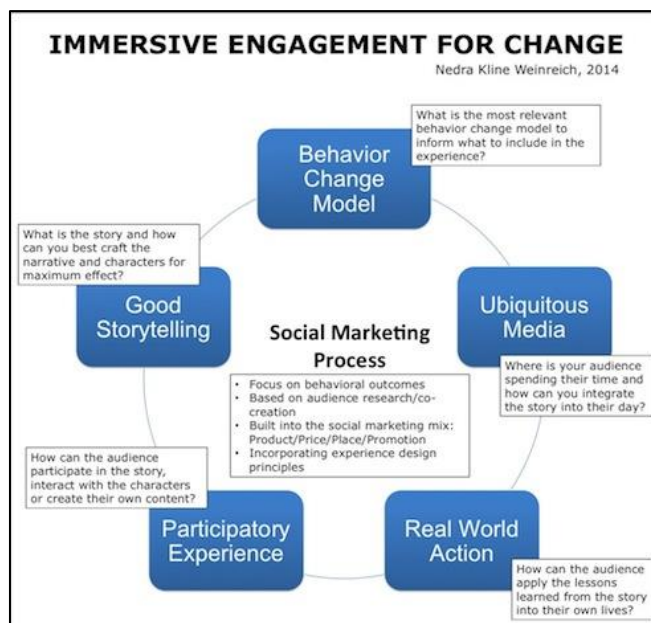 IMMERSIVE ENGAGEMENT FOR CHANGE
Nedra Kline Weinreich, 2014
What is the most relevant
behavior change model to
inform what to include in the
experience?
Behavior
Change
Model
What is the story and how
can you best craft the
narrative and characters for
maximum effect?
Good
Storytelling
Ubiquitous
Media
Where is your audience
spending their time and
how can you integrate
the story into their day?
Social Marketing
Process
• Focus on behavioral outcomes
• Based on audience research/co-
creation
• Built into the social marketing mix:
Product/Price/Place/Promotion
• Incorporating experience design
principles
How can the audience
participate in the story,
interact with the characters
or create their own content?
Participatory
Experience
Real World
Action
How can the audience
apply the lessons
learned from the story
into their own lives?